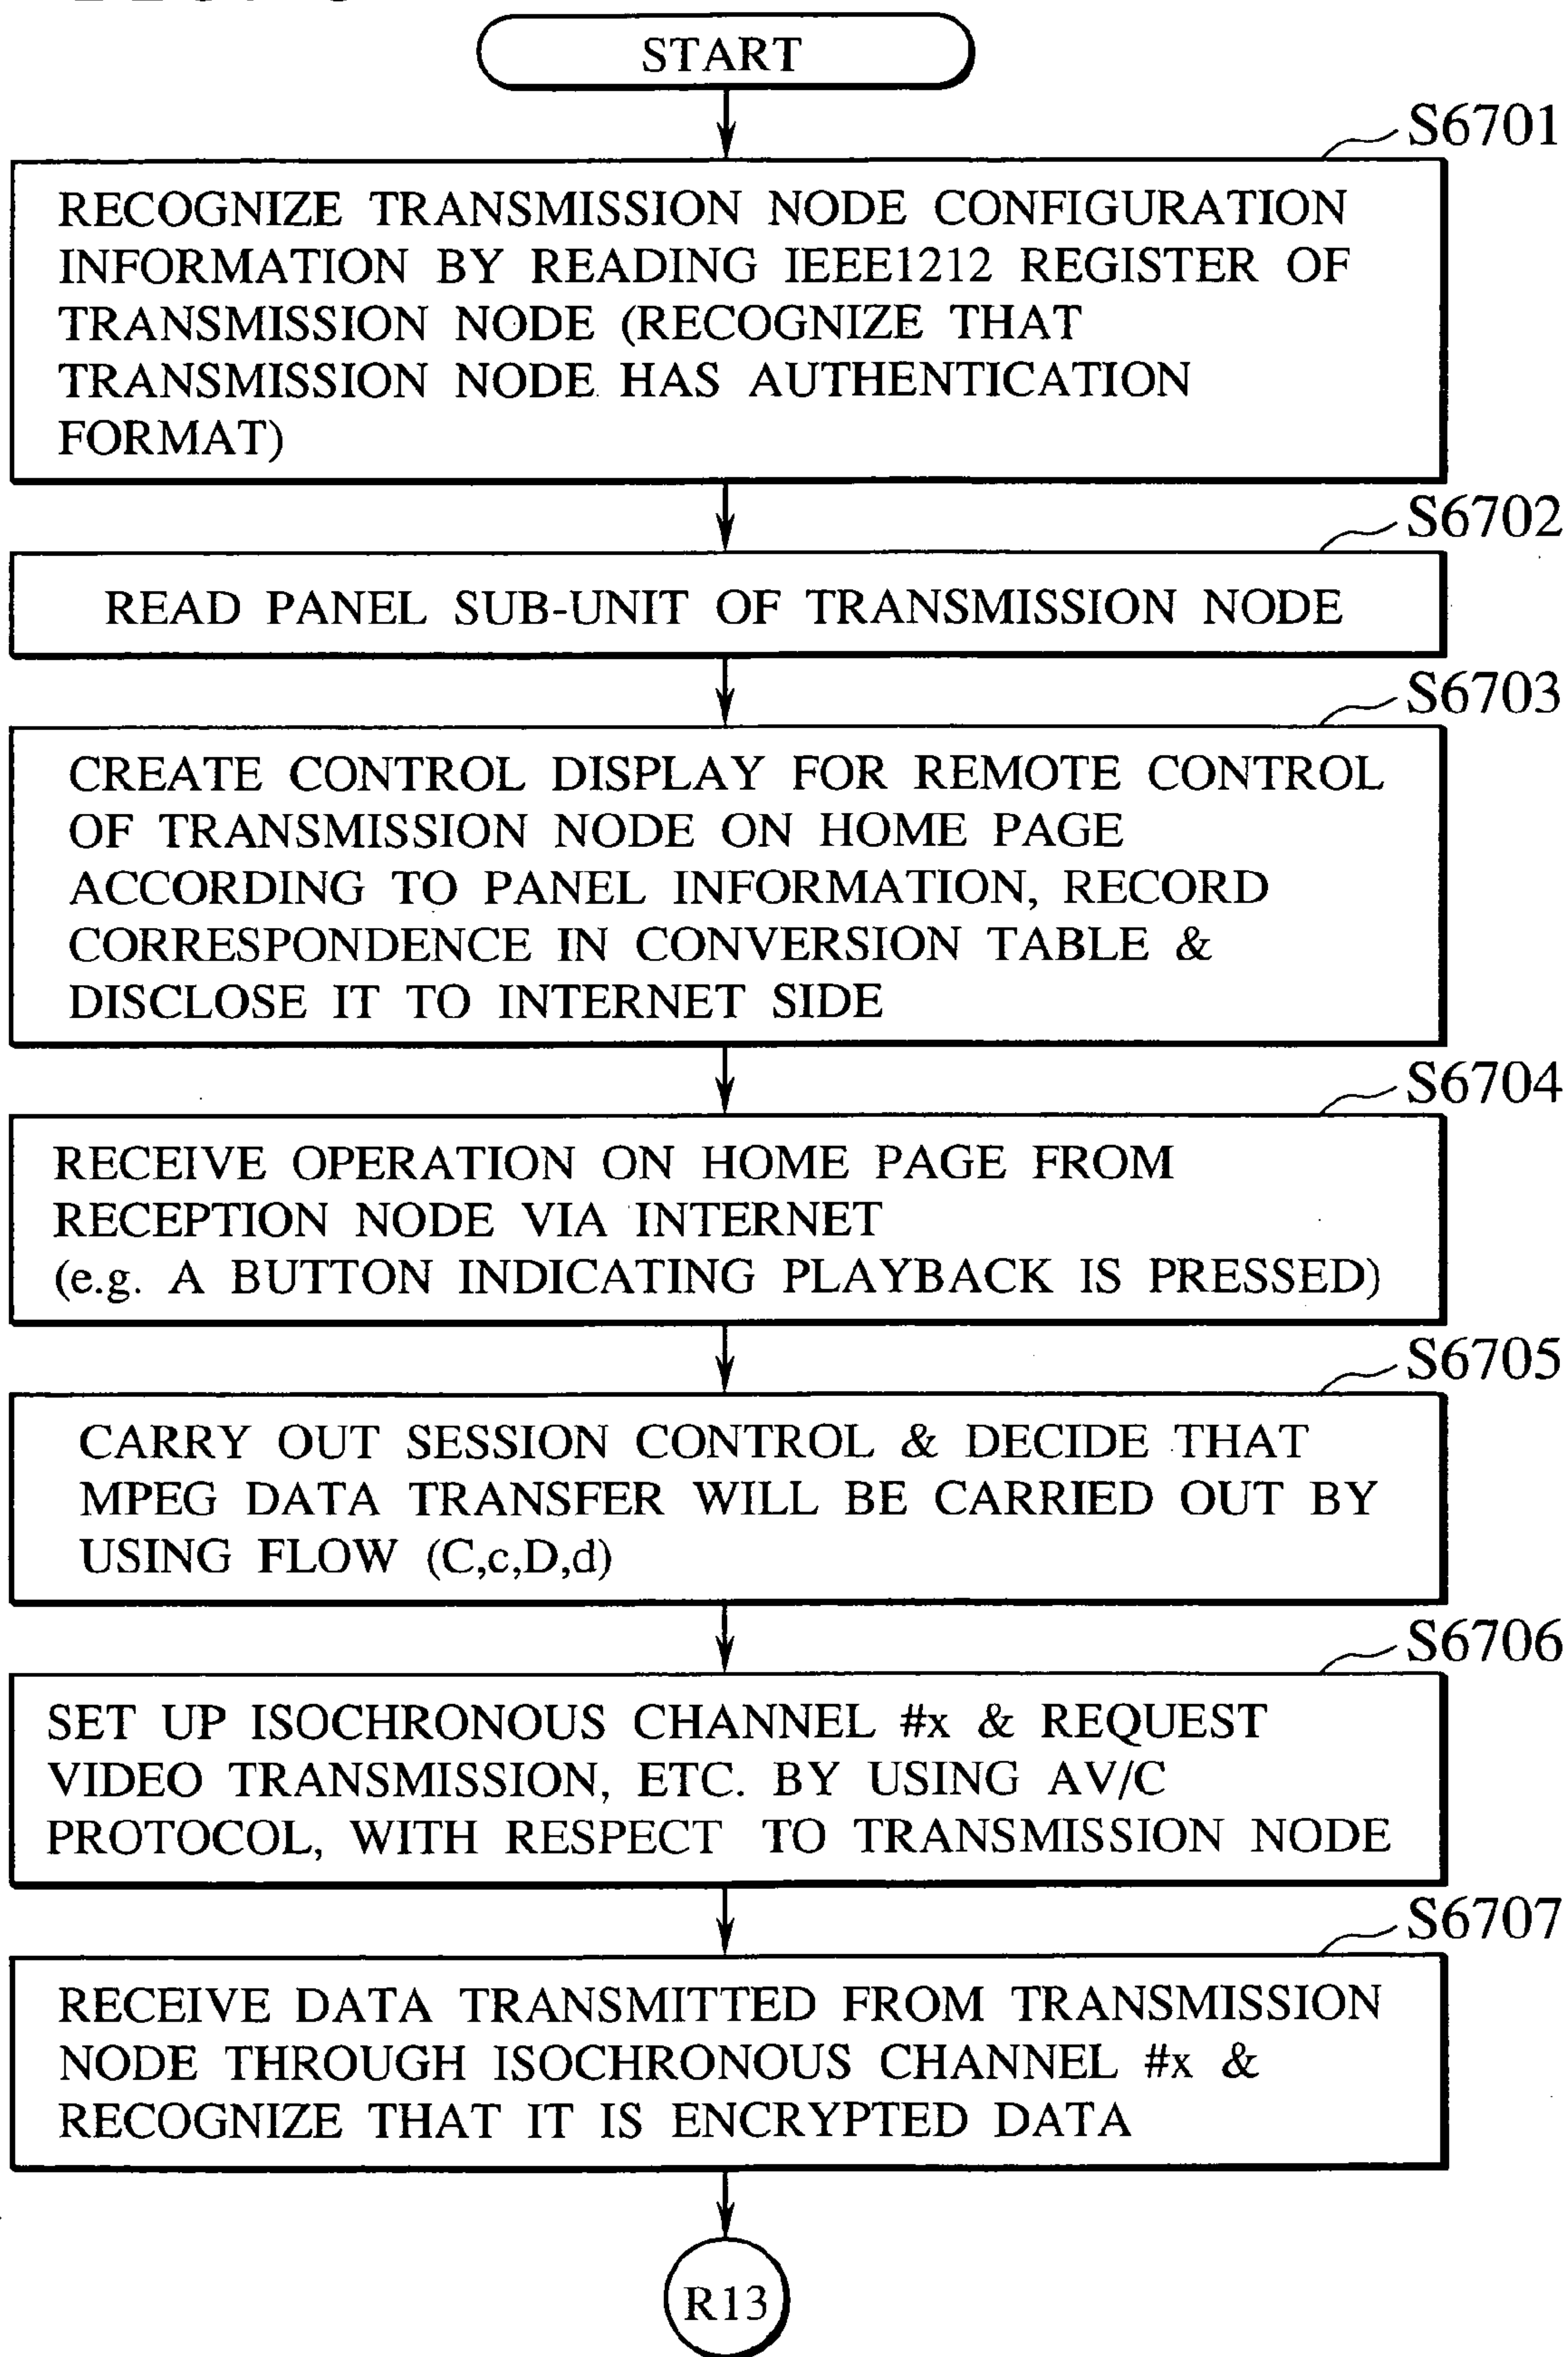 START
S6701
RECOGNIZE TRANSMISSION NODE CONFIGURATION
INFORMATION BY READING IEEE1212 REGISTER OF
TRANSMISSION NODE (RECOGNIZE THAT
TRANSMISSION NODE HAS AUTHENTICATION
FORMAT)
S6702
READ PANEL SUB-UNIT OF TRANSMISSION NODE
S6703
CREATE CONTROL DISPLAY FOR REMOTE CONTROL
OF TRANSMISSION NODE ON HOME PAGE
ACCORDING TO PANEL INFORMATION, RECORD
CORRESPONDENCE IN CONVERSION TABLE &
DISCLOSE IT TO INTERNET SIDE
S6704
RECEIVE OPERATION ON HOME PAGE FROM
RECEPTION NODE VIA INTERNET
(e.g. A BUTTON INDICATING PLAYBACK IS PRESSED)
S6705
CARRY OUT SESSION CONTROL & DECIDE THAT
MPEG DATA TRANSFER WILL BE CARRIED OUT BY
USING FLOW (C,c,D,d)
S6706
SET UP ISOCHRONOUS CHANNEL #x & REQUEST
VIDEO TRANSMISSION, ETC. BY USING AV/C
PROTOCOL, WITH RESPECT TO TRANSMISSION NODE
S6707
RECEIVE DATA TRANSMITTED FROM TRANSMISSION
NODE THROUGH ISOCHRONOUS CHANNEL #x &
RECOGNIZE THAT IT IS ENCRYPTED DATA
R13